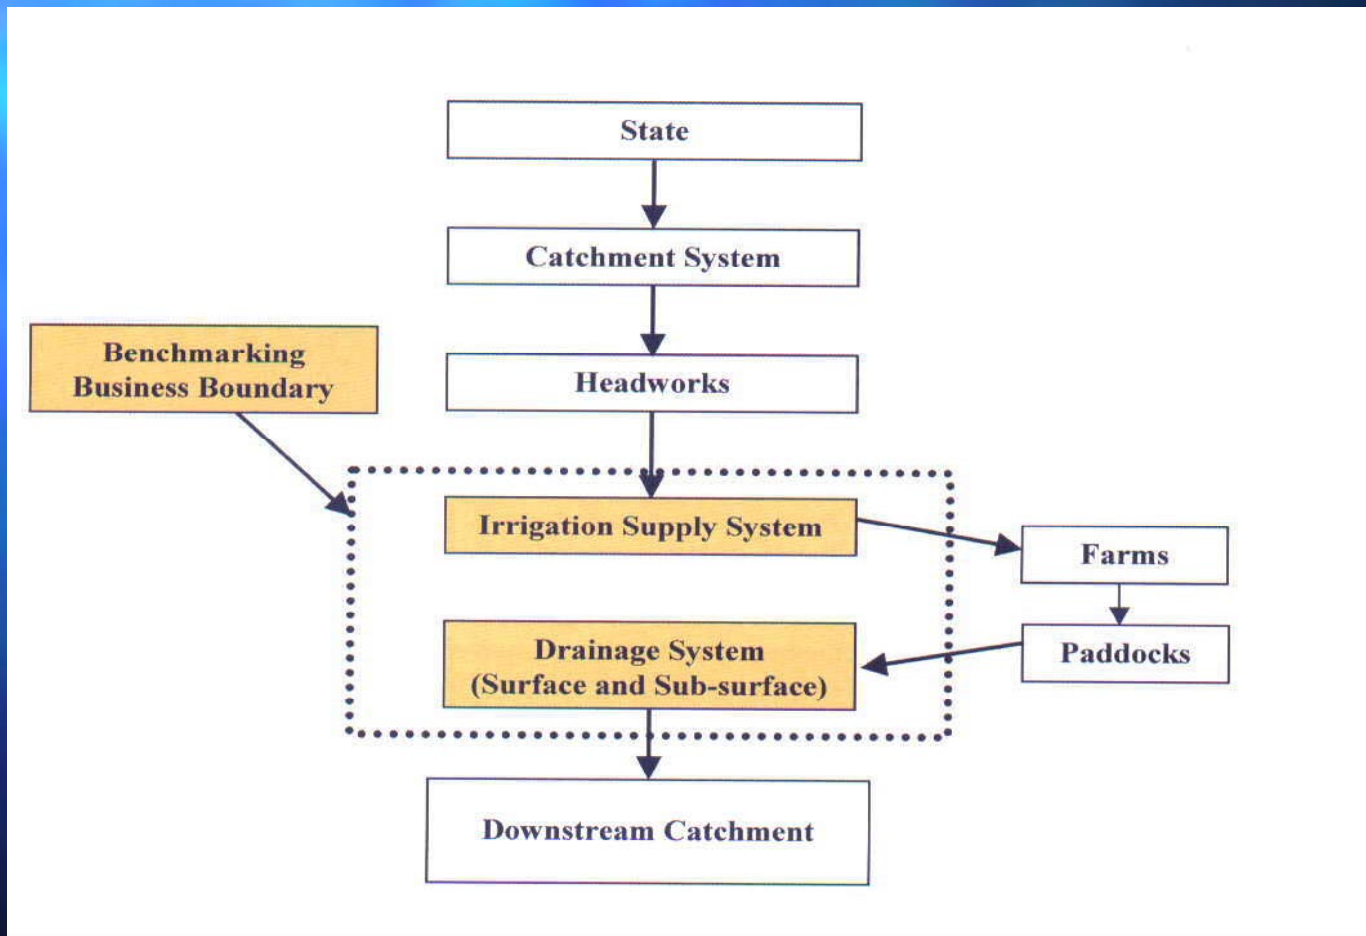 State
Catchment System
Benchmarking
Business Boundary
Headworks
Irrigation Supply System
Farms
Drainage System
(Surface and Sub-surface)
Paddocks
Downstream Catchment